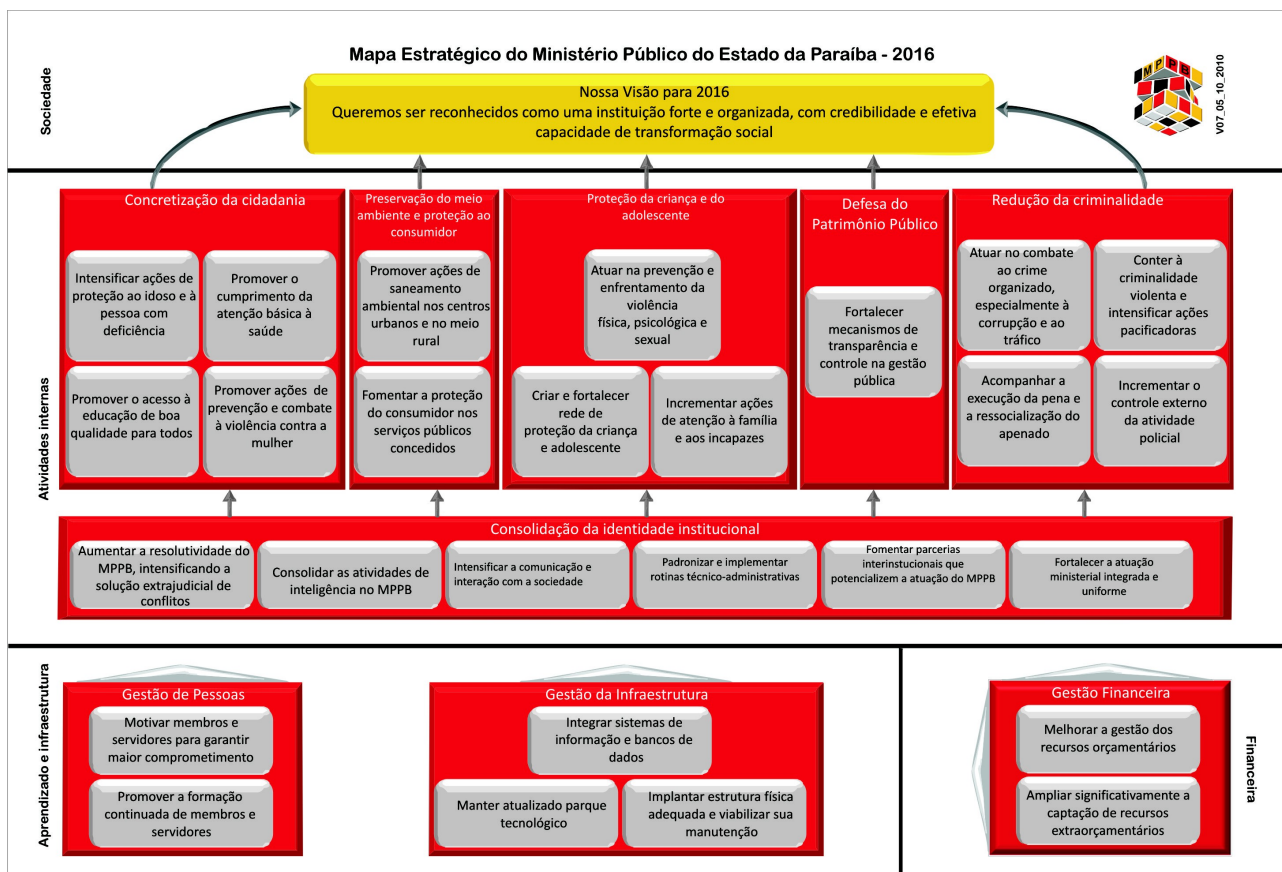 Mapa Estratégico do Ministério Público do Estado da Paraíba - 2016
MPPB
V07_05_10_2010
Sociedade
Nossa Visão para 2016
Queremos ser reconhecidos como uma instituição forte e organizada, com credibilidade e efetiva
capacidade de transformação social
Atividades internas
Concretização da cidadania
Intensificar ações de
proteção ao idoso e à
pessoa com
deficiência
Promover o
cumprimento da
atenção básica à
saúde
Promover o acesso à
educação de boa
qualidade para todos
Promover ações de
prevenção e combate
à violência contra a
mulher
Preservação do meio
ambiente e proteção ao
consumidor
Promover ações de
saneamento
ambiental nos centros
urbanos e no meio
rural
Fomentar a proteção
do consumidor nos
serviços públicos
concedidos
Proteção da criança e do
adolescente
Atuar na prevenção e
enfrentamento da
violência
física, psicológica e
sexual
Criar e fortalecer
rede de
proteção da criança
e adolescente
Incrementar ações
de atenção à família
e aos incapazes
Defesa do
Patrimônio Público
Fortalecer
mecanismos de
transparência e
controle na gestão
pública
Redução da criminalidade
Atuar no combate
ao crime
organizado,
especialmente à
corrupção e ao
tráfico
Conter à
criminalidade
violenta e
intensificar ações
pacificadoras
Acompanhar a
execução da pena e
a ressocialização do
apenado
Incrementar o
controle externo
da atividade
policial
Consolidação da identidade institucional
Aumentar a resolutividade do
MPPB, intensificando a
solução extrajudicial de
conflitos
Consolidar as atividades de
inteligência no MPPB
Intensificar a comunicação e
interação com a sociedade
Padronizar e implementar
rotinas técnico-administrativas
Fomentar parcerias
interinstucionais que
potencializem a atuação do MPPB
Fortalecer a atuação
ministerial integrada e
uniforme
Aprendizado e infraestrutura
Gestão de Pessoas
Motivar membros e
servidores para garantir
maior comprometimento
Promover a formação
continuada de membros e
servidores
Gestão da Infraestrutura
Integrar sistemas de
informação e bancos de
dados
Manter atualizado parque
tecnológico
Implantar estrutura física
adequada e viabilizar sua
manutenção
Gestão Financeira
Melhorar a gestão dos
recursos orçamentários
Ampliar significativamente a
captação de recursos
extraorçamentários
Financeira